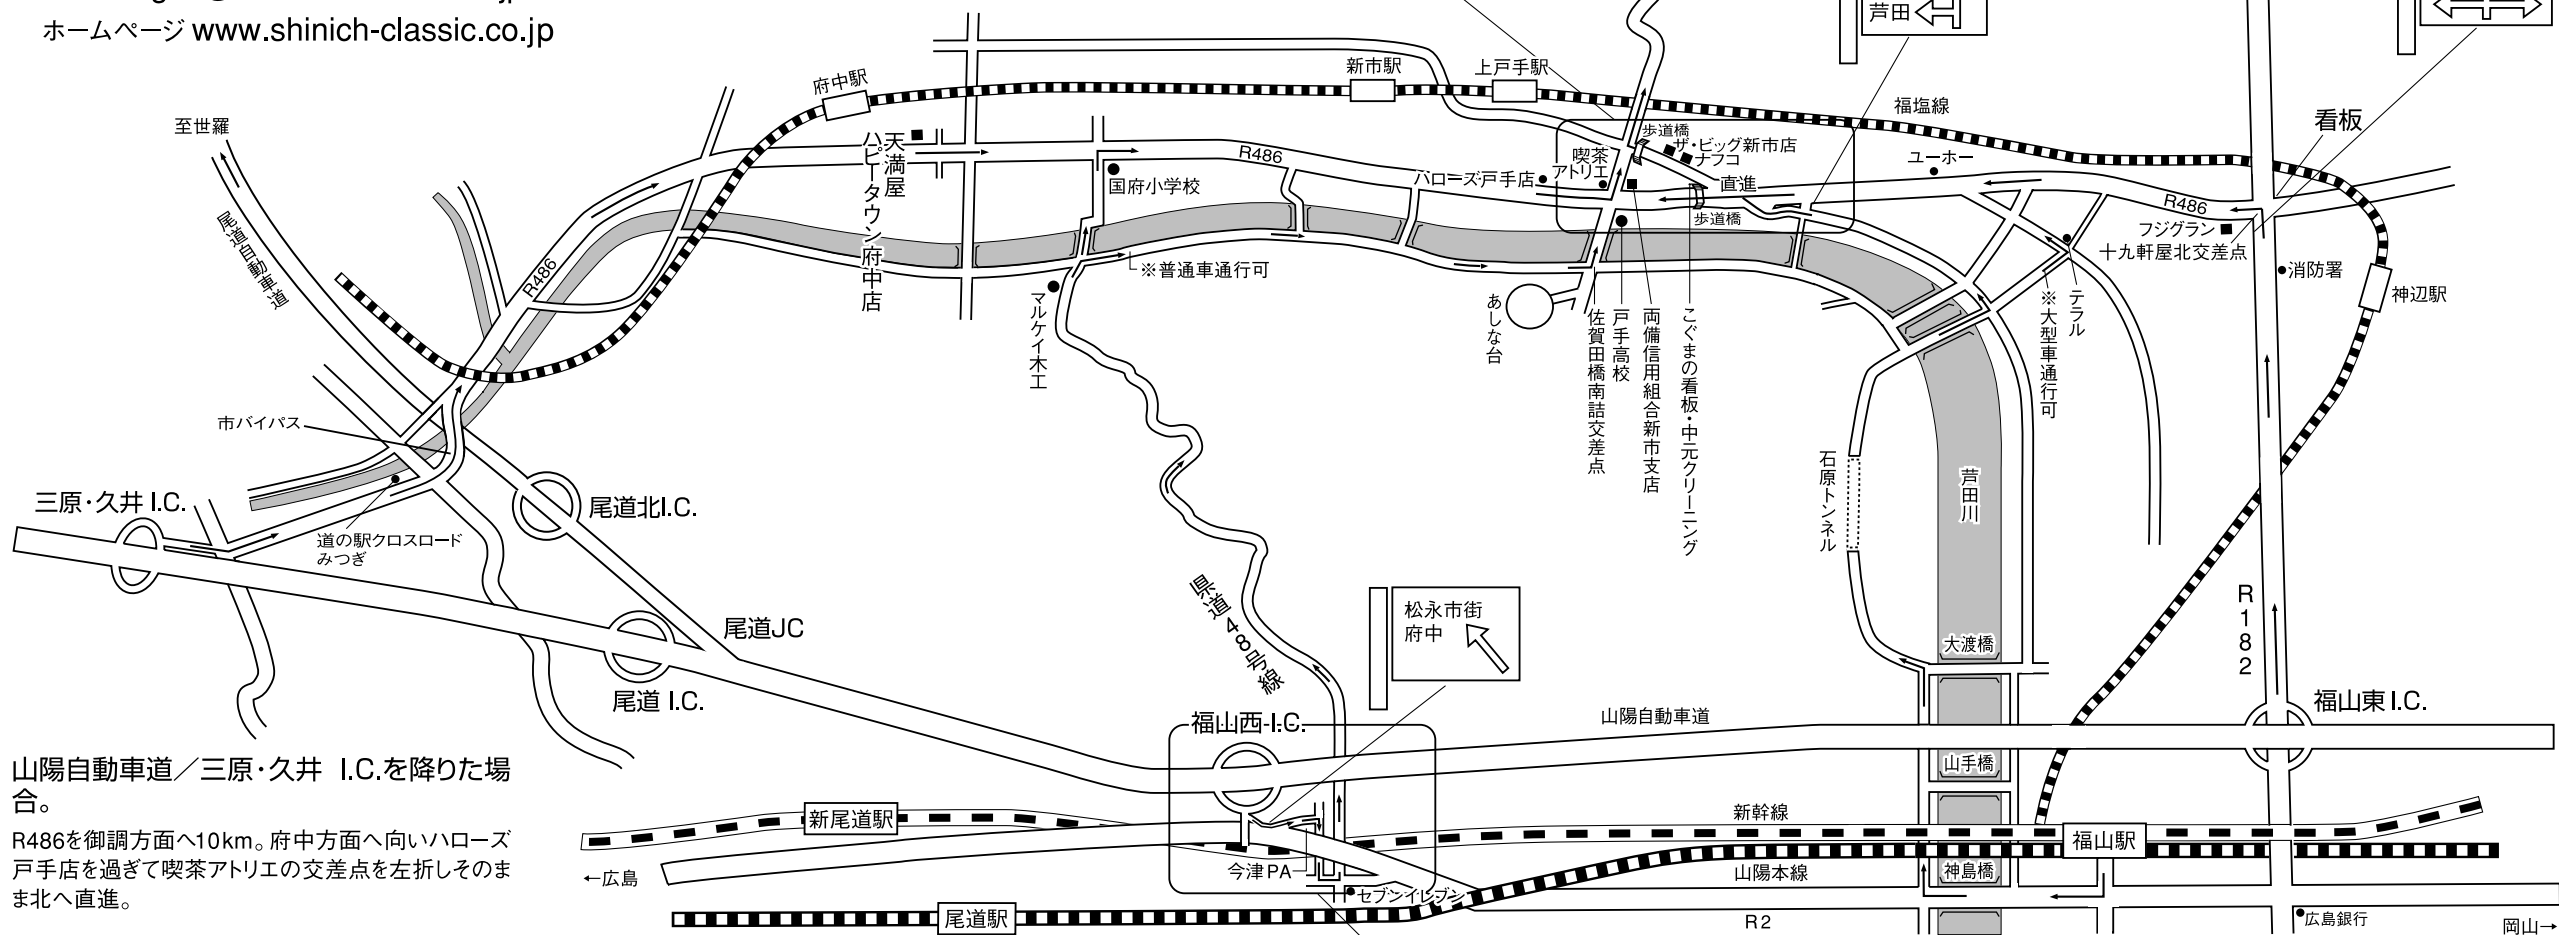 ホームページ www.shinich-classic.co.jp
芦田
府中駅
新市駅
上戸手駅
福塩線
看板
至世羅
尾道自動車道
R486
天満屋
ハピータウン府中店
国府小学校
R486
歩道橋
ザ・ビッグ新市店
ナフコ
喫茶
アトリエ
ハローズ戸手店
直進
歩道橋
ユーホー
R486
フジグラン
十九軒屋北交差点
消防署
神辺駅
※普通車通行可
マルケイ木工
あしな台
佐賀田橋南詰交差点
戸手高校
両備信用組合新市支店
こぐまの看板・中元クリーニング
※大型車通行可
テラル
市バイパス
三原・久井 I.C.
尾道北I.C.
道の駅クロスロード
みつぎ
石原トンネル
芦田川
県道48号線
松永市街
府中
R182
大渡橋
尾道JC
尾道 I.C.
福山西 I.C.
山陽自動車道
福山東 I.C.
山手橋
山陽自動車道／三原・久井 I.C.を降りた場
合。
R486を御調方面へ10km。府中方面へ向いハローズ
戸手店を過ぎて喫茶アトリエの交差点を左折しそのま
ま北へ直進。
新尾道駅
新幹線
福山駅
←広島
今津PA
セブンイレブン
山陽本線
神島橋
尾道駅
R2
広島銀行
岡山→